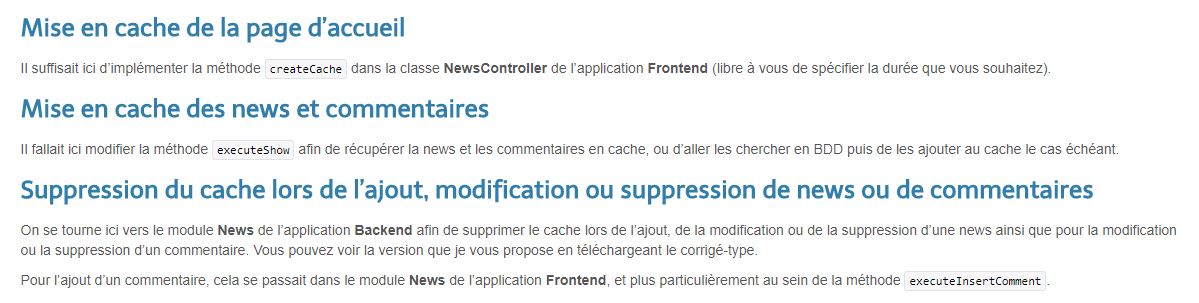 Mise en cache de la page d’accueil
Il suffisait ici d’implémenter la méthode createCache dans la classe NewsController de l’application Frontend (libre à vous de spécifier la durée que vous souhaitez).
Mise en cache des news et commentaires
Il fallait ici modifier la méthode executeShow afin de récupérer la news et les commentaires en cache, ou d’aller les chercher en BDD puis de les ajouter au cache le cas échéant.
Suppression du cache lors de l’ajout, modification ou suppression de news ou de commentaires
On se tourne ici vers le module News de l’application Backend afin de supprimer le cache lors de l’ajout, de la modification ou de la suppression d’une news ainsi que pour la modification
ou la suppression d’un commentaire. Vous pouvez voir la version que je vous propose en téléchargeant le corrigé-type.
Pour l’ajout d’un commentaire, cela se passait dans le module News de l’application Frontend, et plus particulièrement au sein de la méthode executeInsertComment.